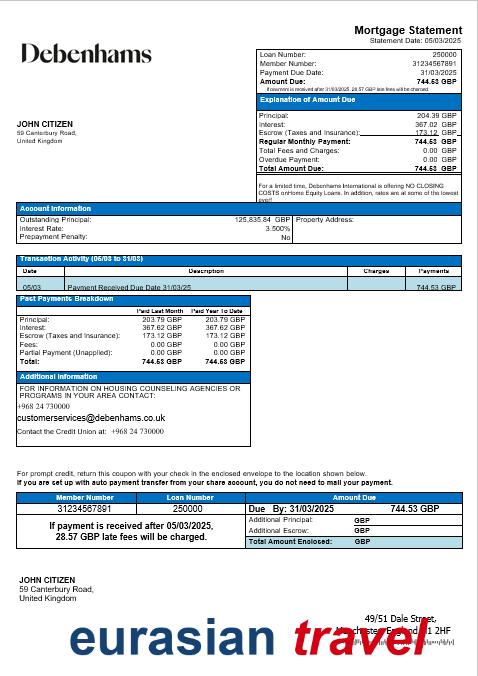 Mortgage Statement
Statement Date: 05/03/2025
Debenhams
Loan Number: 250000
Member Number: 31234567891
Payment Due Date: 31/03/2025
Amount Due: 744.53 GBP
If payment is received after 31/03/2025, 28.57 GBP late fees will be charged.
Explanation of Amount Due
JOHN CITIZEN
59 Canterbury Road,
United Kingdom
Principal: 204.39 GBP
Interest: 367.02 GBP
Escrow (Taxes and Insurance): 173.12 GBP
Regular Monthly Payment: 744.53 GBP
Total Fees and Charges: 0.00 GBP
Overdue Payment: 0.00 GBP
Total Amount Due: 744.53 GBP
For a limited time, Debenhams International is offering NO CLOSING
COSTS onHome Equity Loans. In addition, rates are at some of the lowest
ever!
Account Information
Outstanding Principal: 125,835.84 GBP Property Address:
Interest Rate: 3.500%
Prepayment Penalty: No
Transaction Activity (05/03 to 31/03)
Date Description Charges Payments
05/03 Payment Received Due Date 31/03/25 744.53 GBP
Past Payments Breakdown
Paid Last Month Paid Year To Date
Principal: 203.79 GBP 203.79 GBP
Interest: 367.62 GBP 367.62 GBP
Escrow (Taxes and Insurance): 173.12 GBP 173.12 GBP
Fees: 0.00 GBP 0.00 GBP
Partial Payment (Unapplied): 0.00 GBP 0.00 GBP
Total: 744.53 GBP 744.53 GBP
Additional Information
FOR INFORMATION ON HOUSING COUNSELING AGENCIES OR
PROGRAMS IN YOUR AREA CONTACT:
+968 24 730000
customerservices@debenhams.co.uk
Contact the Credit Union at: +968 24 730000
For prompt credit, return this coupon with your check in the enclosed envelope to the location shown below.
If you are set up with auto payment transfer from your share account, you do not need to mail your payment.
Member Number Loan Number Amount Due
31234567891 250000 Due By: 31/03/2025 744.53 GBP
If payment is received after 05/03/2025,
28.57 GBP late fees will be charged.
Additional Principal: GBP
Additional Escrow: GBP
Total Amount Enclosed: GBP
JOHN CITIZEN
59 Canterbury Road,
United Kingdom
49/51 Dale Street,
Manchester, England, M1 2HF
eurasian travel